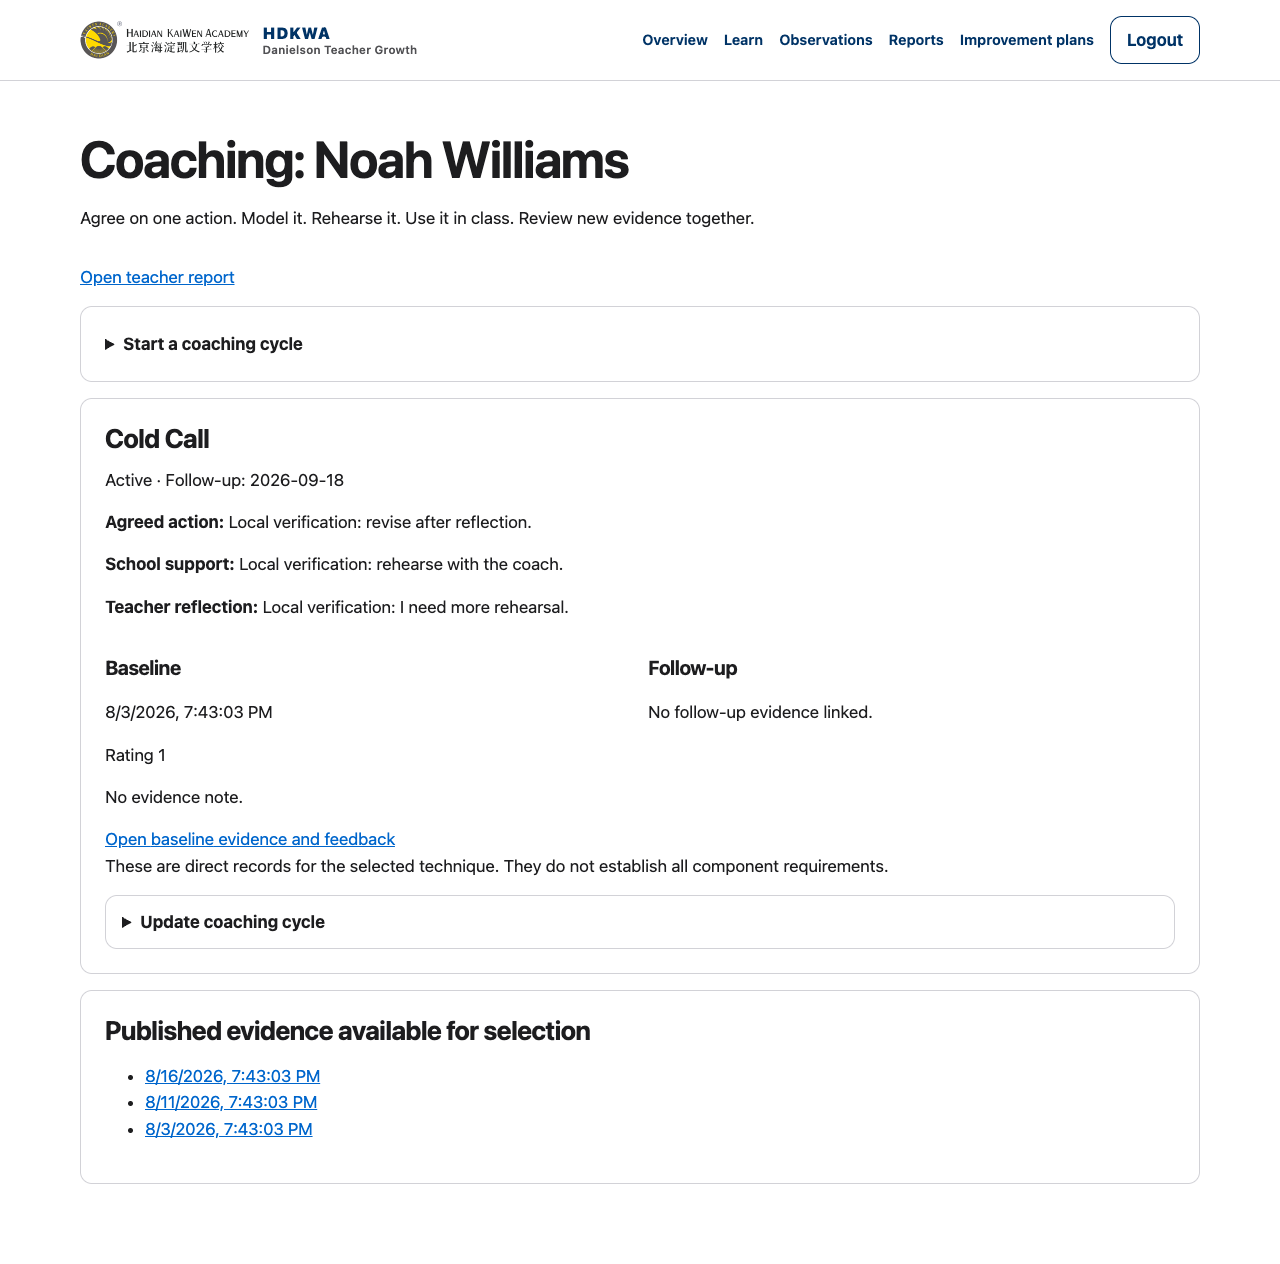 HAIDIAN KAIWEN ACADEMY
北京海淀凯文学校
HDKWA
Danielson Teacher Growth
Overview
Learn
Observations
Reports
Improvement plans
Logout
Coaching: Noah Williams
Agree on one action. Model it. Rehearse it. Use it in class. Review new evidence together.
Open teacher report
Start a coaching cycle
Cold Call
Active · Follow-up: 2026-09-18
Agreed action: Local verification: revise after reflection.
School support: Local verification: rehearse with the coach.
Teacher reflection: Local verification: I need more rehearsal.
Baseline
8/3/2026, 7:43:03 PM
Rating 1
No evidence note.
Open baseline evidence and feedback
Follow-up
No follow-up evidence linked.
These are direct records for the selected technique. They do not establish all component requirements.
Update coaching cycle
Published evidence available for selection
8/16/2026, 7:43:03 PM
8/11/2026, 7:43:03 PM
8/3/2026, 7:43:03 PM